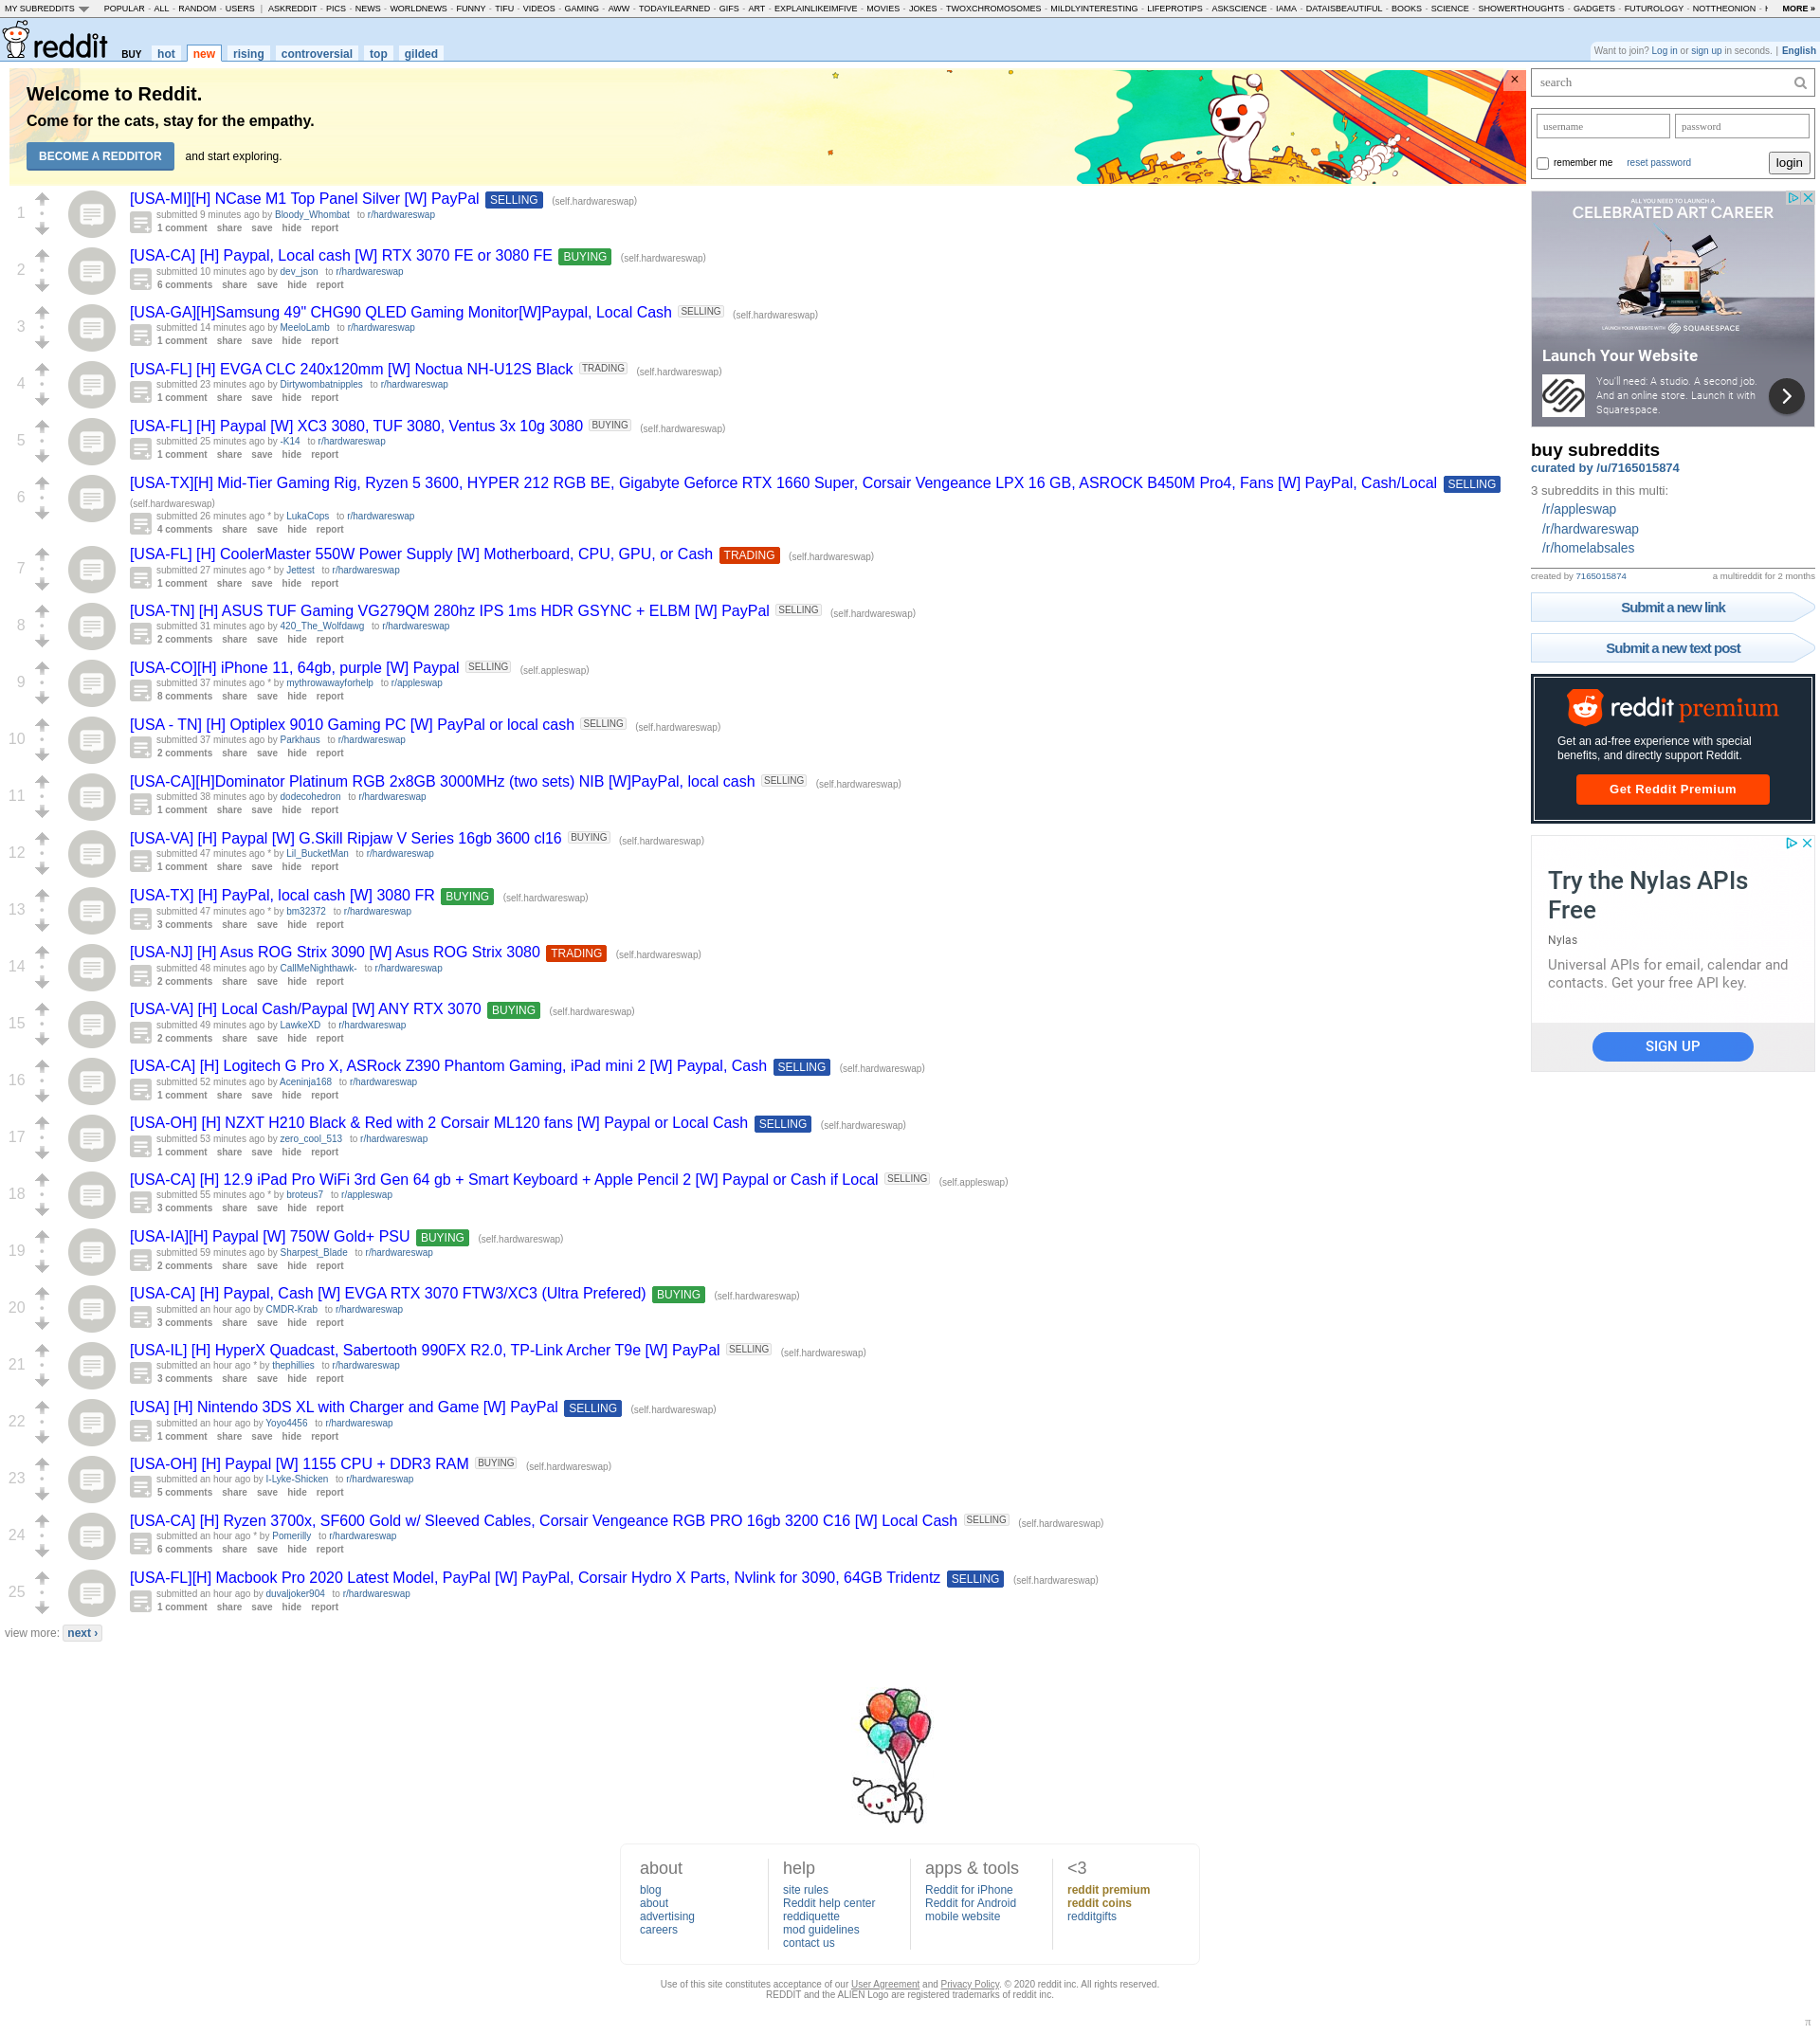 MY SUBREDDITS POPULAR - ALL - RANDOM - USERS | ASKREDDIT - PICS - NEWS - WORLDNEWS - FUNNY - TIFU - VIDEOS - GAMING - AWW - TODAYILEARNED - GIFS - ART - EXPLAINLIKEIMFIVE - MOVIES - JOKES - TWOXCHROMOSOMES - MILDLYINTERESTING - LIFEPROTIPS - ASKSCIENCE - IAMA - DATAISBEAUTIFUL - BOOKS - SCIENCE - SHOWERTHOUGHTS - GADGETS - FUTUROLOGY - NOTTHEONION - MORE »
reddit BUY hot new rising controversial top gilded
Want to join? Log in or sign up in seconds. | English
Welcome to Reddit.
Come for the cats, stay for the empathy.
BECOME A REDDITOR and start exploring.
×
1
[USA-MI][H] NCase M1 Top Panel Silver [W] PayPal SELLING (self.hardwareswap)
submitted 9 minutes ago by Bloody_Whombat to r/hardwareswap
1 comment share save hide report
2
[USA-CA] [H] Paypal, Local cash [W] RTX 3070 FE or 3080 FE BUYING (self.hardwareswap)
submitted 10 minutes ago by dev_json to r/hardwareswap
6 comments share save hide report
3
[USA-GA][H]Samsung 49" CHG90 QLED Gaming Monitor[W]Paypal, Local Cash SELLING (self.hardwareswap)
submitted 14 minutes ago by MeeloLamb to r/hardwareswap
1 comment share save hide report
4
[USA-FL] [H] EVGA CLC 240x120mm [W] Noctua NH-U12S Black TRADING (self.hardwareswap)
submitted 23 minutes ago by Dirtywombatnipples to r/hardwareswap
1 comment share save hide report
5
[USA-FL] [H] Paypal [W] XC3 3080, TUF 3080, Ventus 3x 10g 3080 BUYING (self.hardwareswap)
submitted 25 minutes ago by -K14 to r/hardwareswap
1 comment share save hide report
6
[USA-TX][H] Mid-Tier Gaming Rig, Ryzen 5 3600, HYPER 212 RGB BE, Gigabyte Geforce RTX 1660 Super, Corsair Vengeance LPX 16 GB, ASROCK B450M Pro4, Fans [W] PayPal, Cash/Local SELLING
(self.hardwareswap)
submitted 26 minutes ago * by LukaCops to r/hardwareswap
4 comments share save hide report
7
[USA-FL] [H] CoolerMaster 550W Power Supply [W] Motherboard, CPU, GPU, or Cash TRADING (self.hardwareswap)
submitted 27 minutes ago * by Jettest to r/hardwareswap
1 comment share save hide report
8
[USA-TN] [H] ASUS TUF Gaming VG279QM 280hz IPS 1ms HDR GSYNC + ELBM [W] PayPal SELLING (self.hardwareswap)
submitted 31 minutes ago by 420_The_Wolfdawg to r/hardwareswap
2 comments share save hide report
9
[USA-CO][H] iPhone 11, 64gb, purple [W] Paypal SELLING (self.appleswap)
submitted 37 minutes ago * by mythrowawayforhelp to r/appleswap
8 comments share save hide report
10
[USA - TN] [H] Optiplex 9010 Gaming PC [W] PayPal or local cash SELLING (self.hardwareswap)
submitted 37 minutes ago by Parkhaus to r/hardwareswap
2 comments share save hide report
11
[USA-CA][H]Dominator Platinum RGB 2x8GB 3000MHz (two sets) NIB [W]PayPal, local cash SELLING (self.hardwareswap)
submitted 38 minutes ago by dodecohedron to r/hardwareswap
1 comment share save hide report
12
[USA-VA] [H] Paypal [W] G.Skill Ripjaw V Series 16gb 3600 cl16 BUYING (self.hardwareswap)
submitted 47 minutes ago * by Lil_BucketMan to r/hardwareswap
1 comment share save hide report
13
[USA-TX] [H] PayPal, local cash [W] 3080 FR BUYING (self.hardwareswap)
submitted 47 minutes ago * by bm32372 to r/hardwareswap
3 comments share save hide report
14
[USA-NJ] [H] Asus ROG Strix 3090 [W] Asus ROG Strix 3080 TRADING (self.hardwareswap)
submitted 48 minutes ago by CallMeNighthawk- to r/hardwareswap
2 comments share save hide report
15
[USA-VA] [H] Local Cash/Paypal [W] ANY RTX 3070 BUYING (self.hardwareswap)
submitted 49 minutes ago by LawkeXD to r/hardwareswap
2 comments share save hide report
16
[USA-CA] [H] Logitech G Pro X, ASRock Z390 Phantom Gaming, iPad mini 2 [W] Paypal, Cash SELLING (self.hardwareswap)
submitted 52 minutes ago by Aceninja168 to r/hardwareswap
1 comment share save hide report
17
[USA-OH] [H] NZXT H210 Black & Red with 2 Corsair ML120 fans [W] Paypal or Local Cash SELLING (self.hardwareswap)
submitted 53 minutes ago by zero_cool_513 to r/hardwareswap
1 comment share save hide report
18
[USA-CA] [H] 12.9 iPad Pro WiFi 3rd Gen 64 gb + Smart Keyboard + Apple Pencil 2 [W] Paypal or Cash if Local SELLING (self.appleswap)
submitted 55 minutes ago * by broteus7 to r/appleswap
3 comments share save hide report
19
[USA-IA][H] Paypal [W] 750W Gold+ PSU BUYING (self.hardwareswap)
submitted 59 minutes ago by Sharpest_Blade to r/hardwareswap
2 comments share save hide report
20
[USA-CA] [H] Paypal, Cash [W] EVGA RTX 3070 FTW3/XC3 (Ultra Prefered) BUYING (self.hardwareswap)
submitted an hour ago by CMDR-Krab to r/hardwareswap
3 comments share save hide report
21
[USA-IL] [H] HyperX Quadcast, Sabertooth 990FX R2.0, TP-Link Archer T9e [W] PayPal SELLING (self.hardwareswap)
submitted an hour ago * by thephillies to r/hardwareswap
3 comments share save hide report
22
[USA] [H] Nintendo 3DS XL with Charger and Game [W] PayPal SELLING (self.hardwareswap)
submitted an hour ago by Yoyo4456 to r/hardwareswap
1 comment share save hide report
23
[USA-OH] [H] Paypal [W] 1155 CPU + DDR3 RAM BUYING (self.hardwareswap)
submitted an hour ago by I-Lyke-Shicken to r/hardwareswap
5 comments share save hide report
24
[USA-CA] [H] Ryzen 3700x, SF600 Gold w/ Sleeved Cables, Corsair Vengeance RGB PRO 16gb 3200 C16 [W] Local Cash SELLING (self.hardwareswap)
submitted an hour ago * by Pomerilly to r/hardwareswap
6 comments share save hide report
25
[USA-FL][H] Macbook Pro 2020 Latest Model, PayPal [W] PayPal, Corsair Hydro X Parts, Nvlink for 3090, 64GB Tridentz SELLING (self.hardwareswap)
submitted an hour ago by duvaljoker904 to r/hardwareswap
1 comment share save hide report
view more: next ›
search
username password
remember me reset password login
ALL YOU NEED TO LAUNCH A
CELEBRATED ART CAREER
LAUNCH YOUR WEBSITE WITH SQUARESPACE
Launch Your Website
You'll need: A studio. A second job.
And an online store. Launch it with
Squarespace.
buy subreddits
curated by /u/7165015874
3 subreddits in this multi:
/r/appleswap
/r/hardwareswap
/r/homelabsales
created by 7165015874 a multireddit for 2 months
Submit a new link
Submit a new text post
reddit premium
Get an ad-free experience with special
benefits, and directly support Reddit.
Get Reddit Premium
Try the Nylas APIs
Free
Nylas
Universal APIs for email, calendar and
contacts. Get your free API key.
SIGN UP
about
blog
about
advertising
careers
help
site rules
Reddit help center
reddiquette
mod guidelines
contact us
apps & tools
Reddit for iPhone
Reddit for Android
mobile website
<3
reddit premium
reddit coins
redditgifts
Use of this site constitutes acceptance of our User Agreement and Privacy Policy. © 2020 reddit inc. All rights reserved.
REDDIT and the ALIEN Logo are registered trademarks of reddit inc.
π